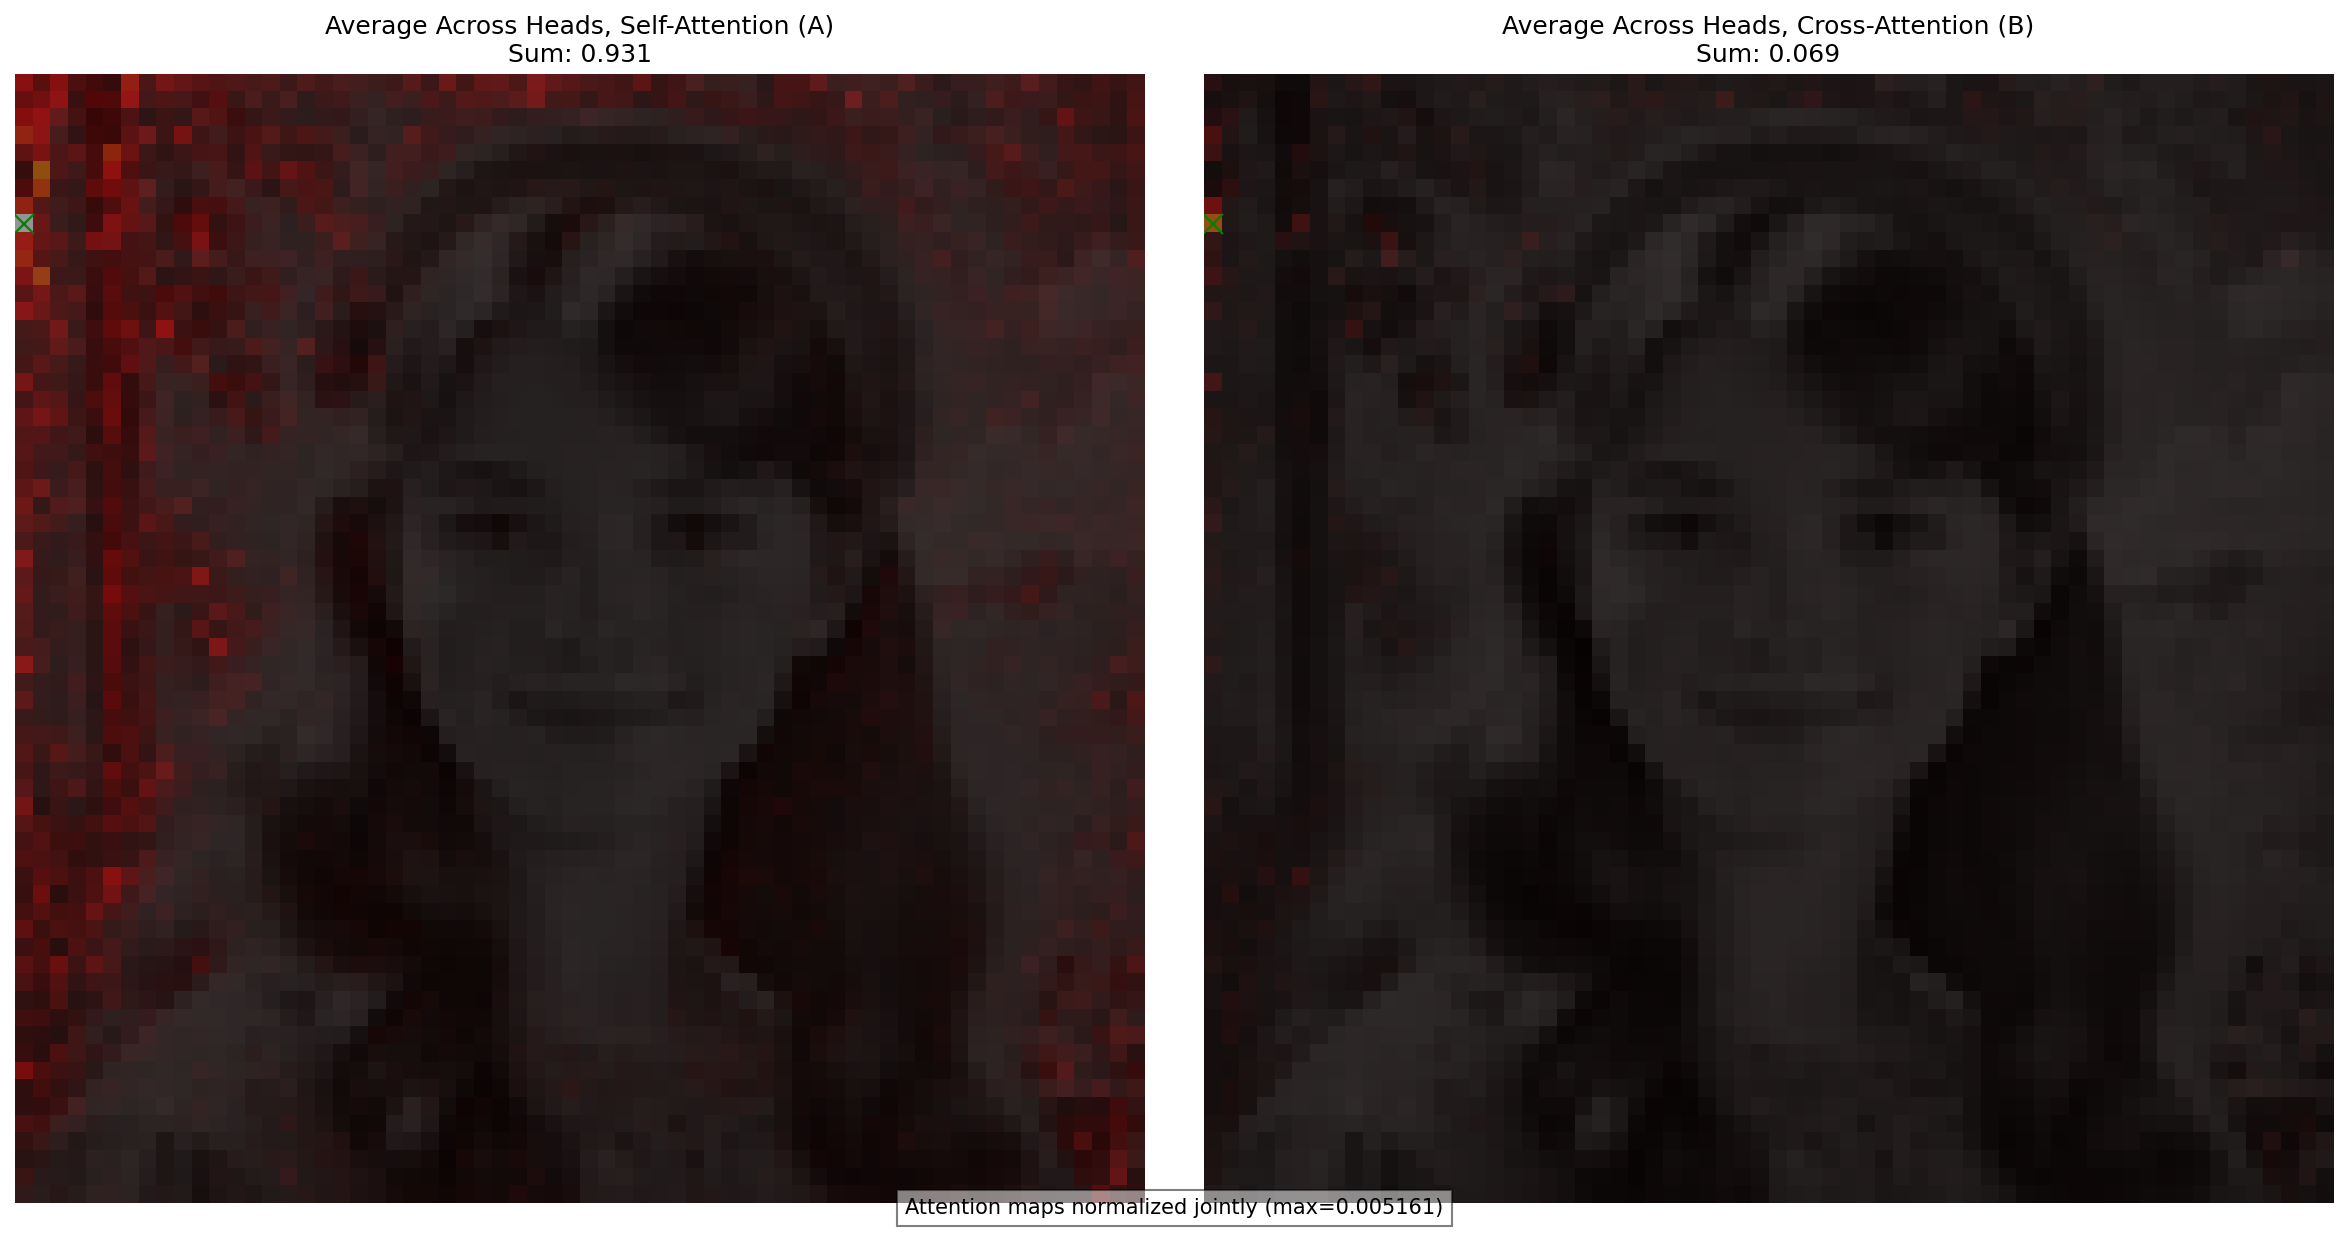 Average Across Heads, Self-Attention (A)
Sum: 0.931
Average Across Heads, Cross-Attention (B)
Sum: 0.069
Attention maps normalized jointly (max=0.005161)